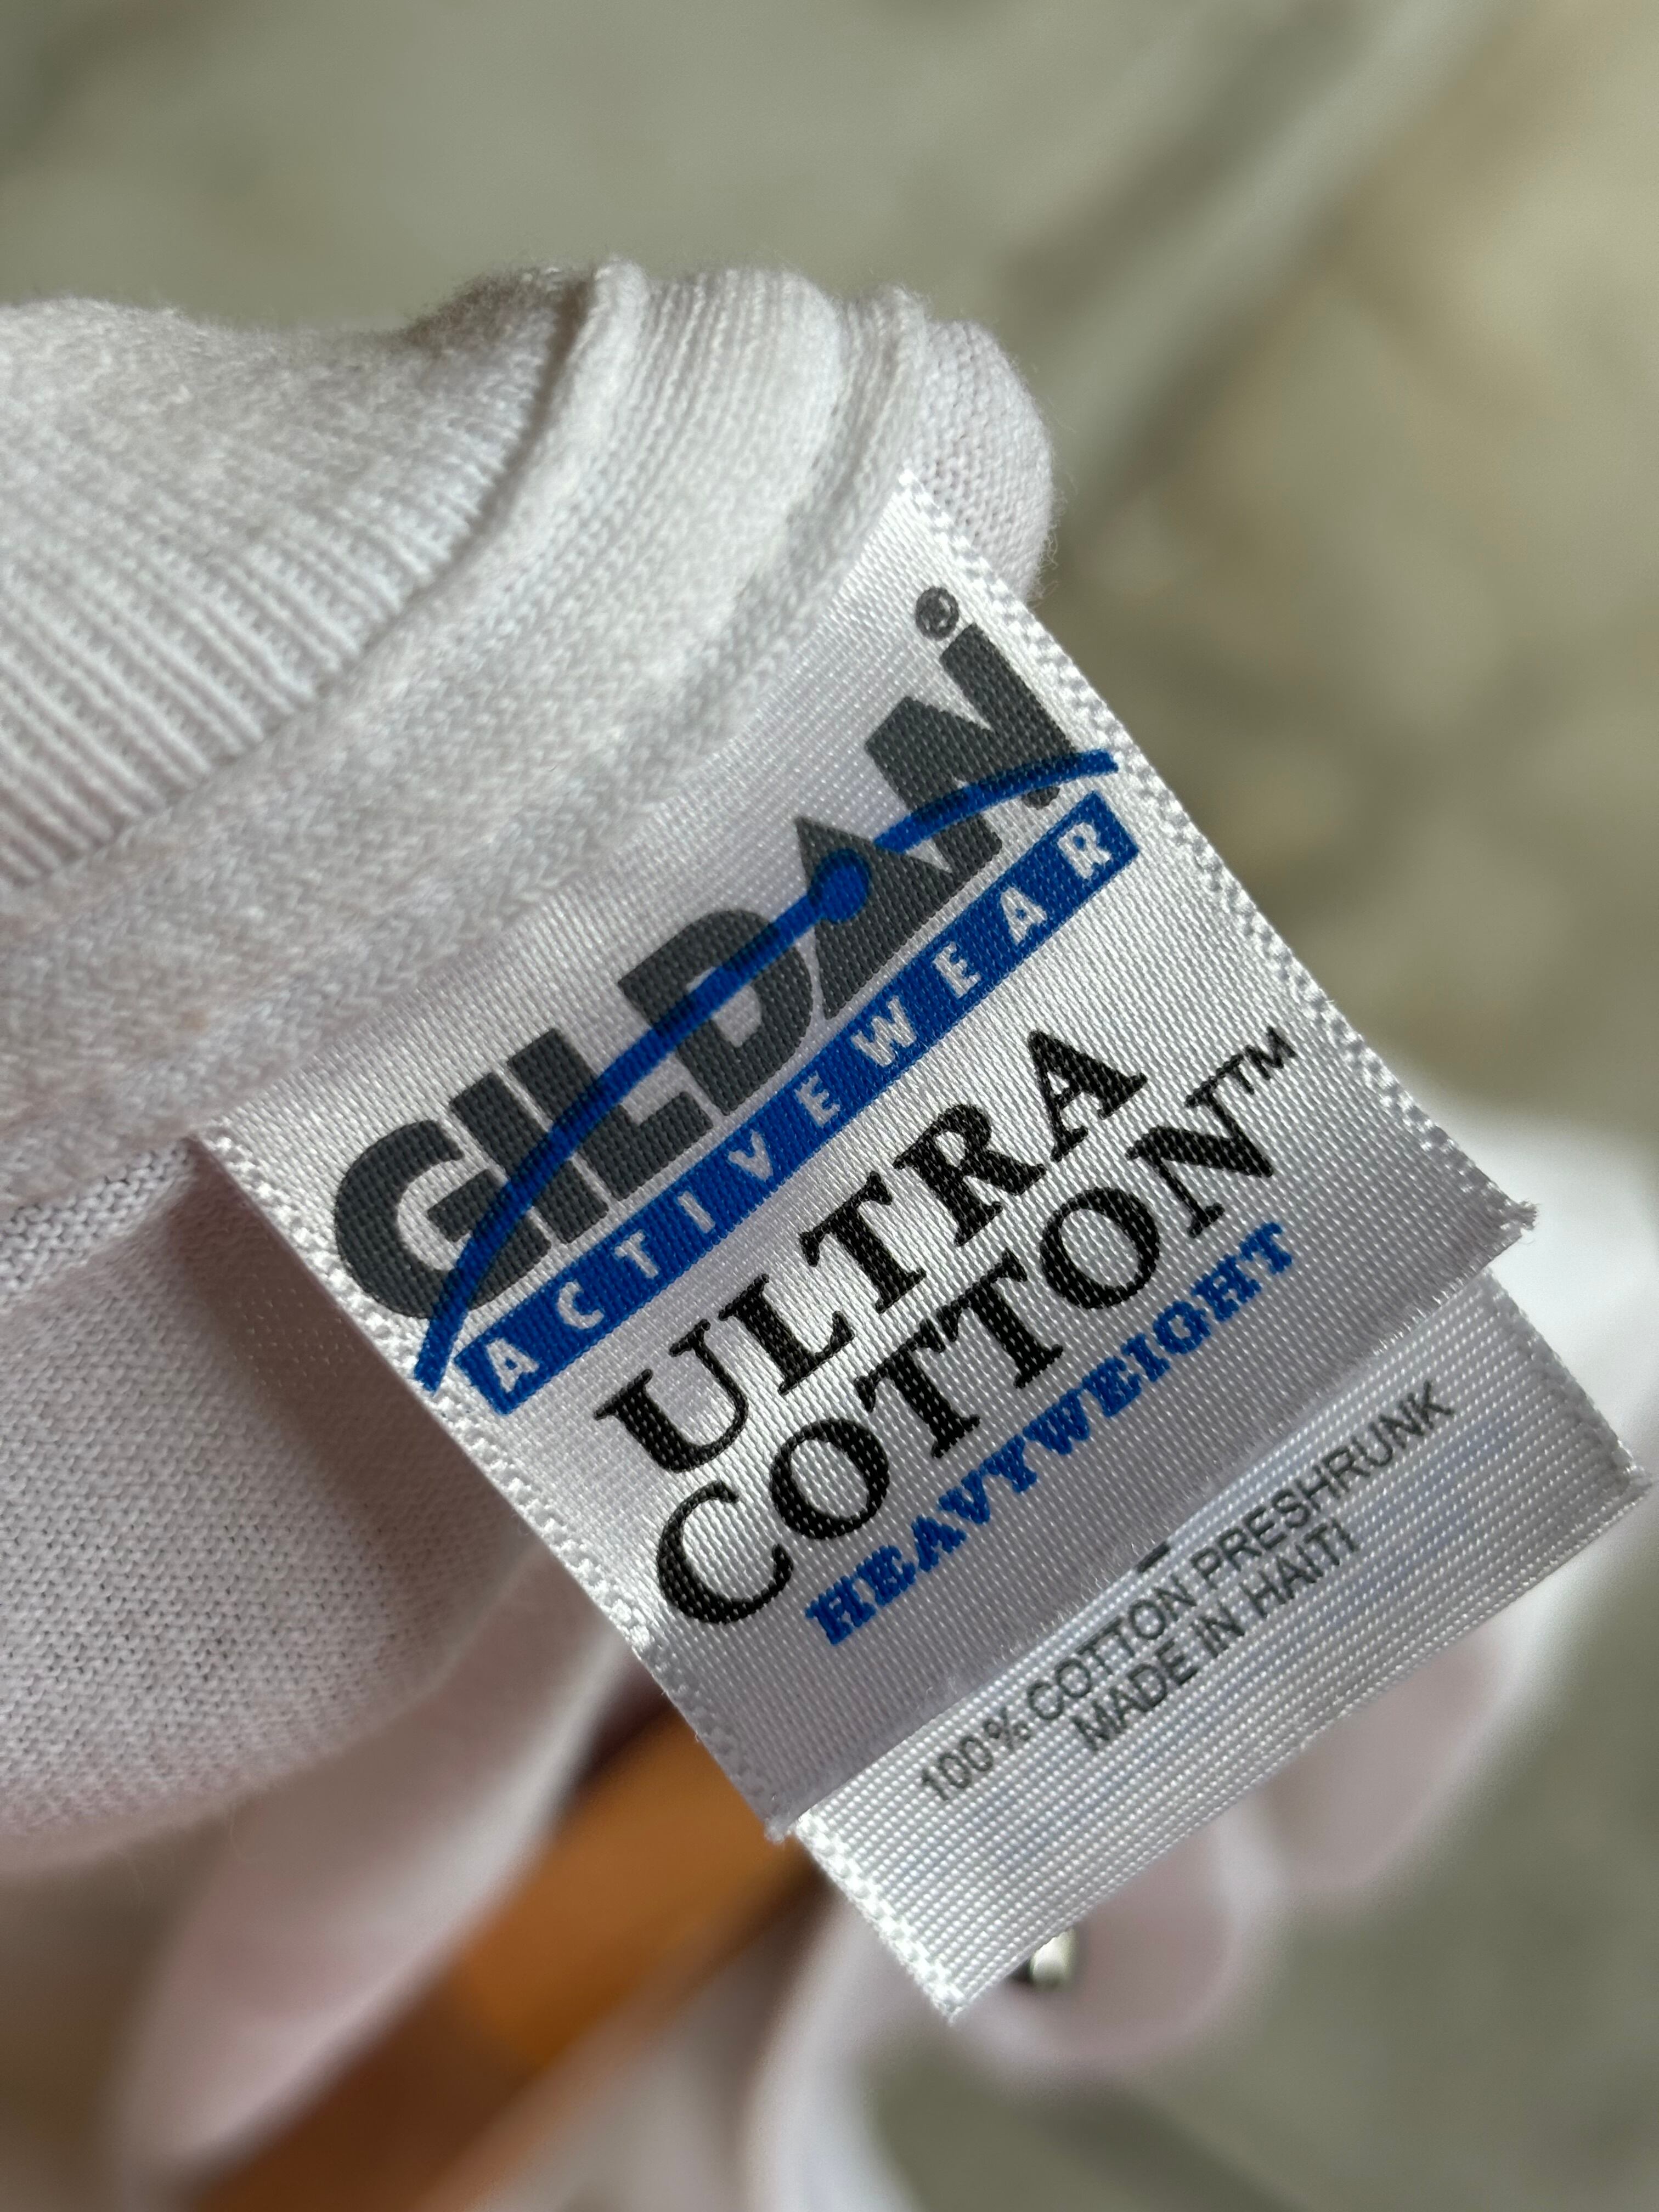 GILDAN®
ACTIVEWEAR
ULTRA
COTTON™
HEAVYWEIGHT
100% COTTON PRESHRUNK
MADE IN HAITI